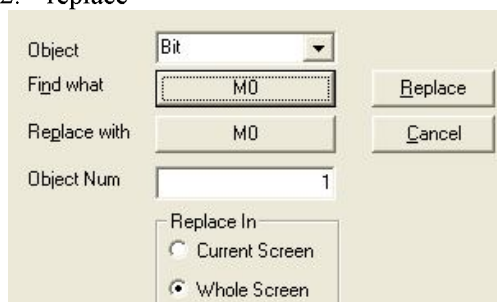 2. replace
Object Bit
Find what M0 Replace
Replace with M0 Cancel
Object Num 1
Replace In
Current Screen
Whole Screen